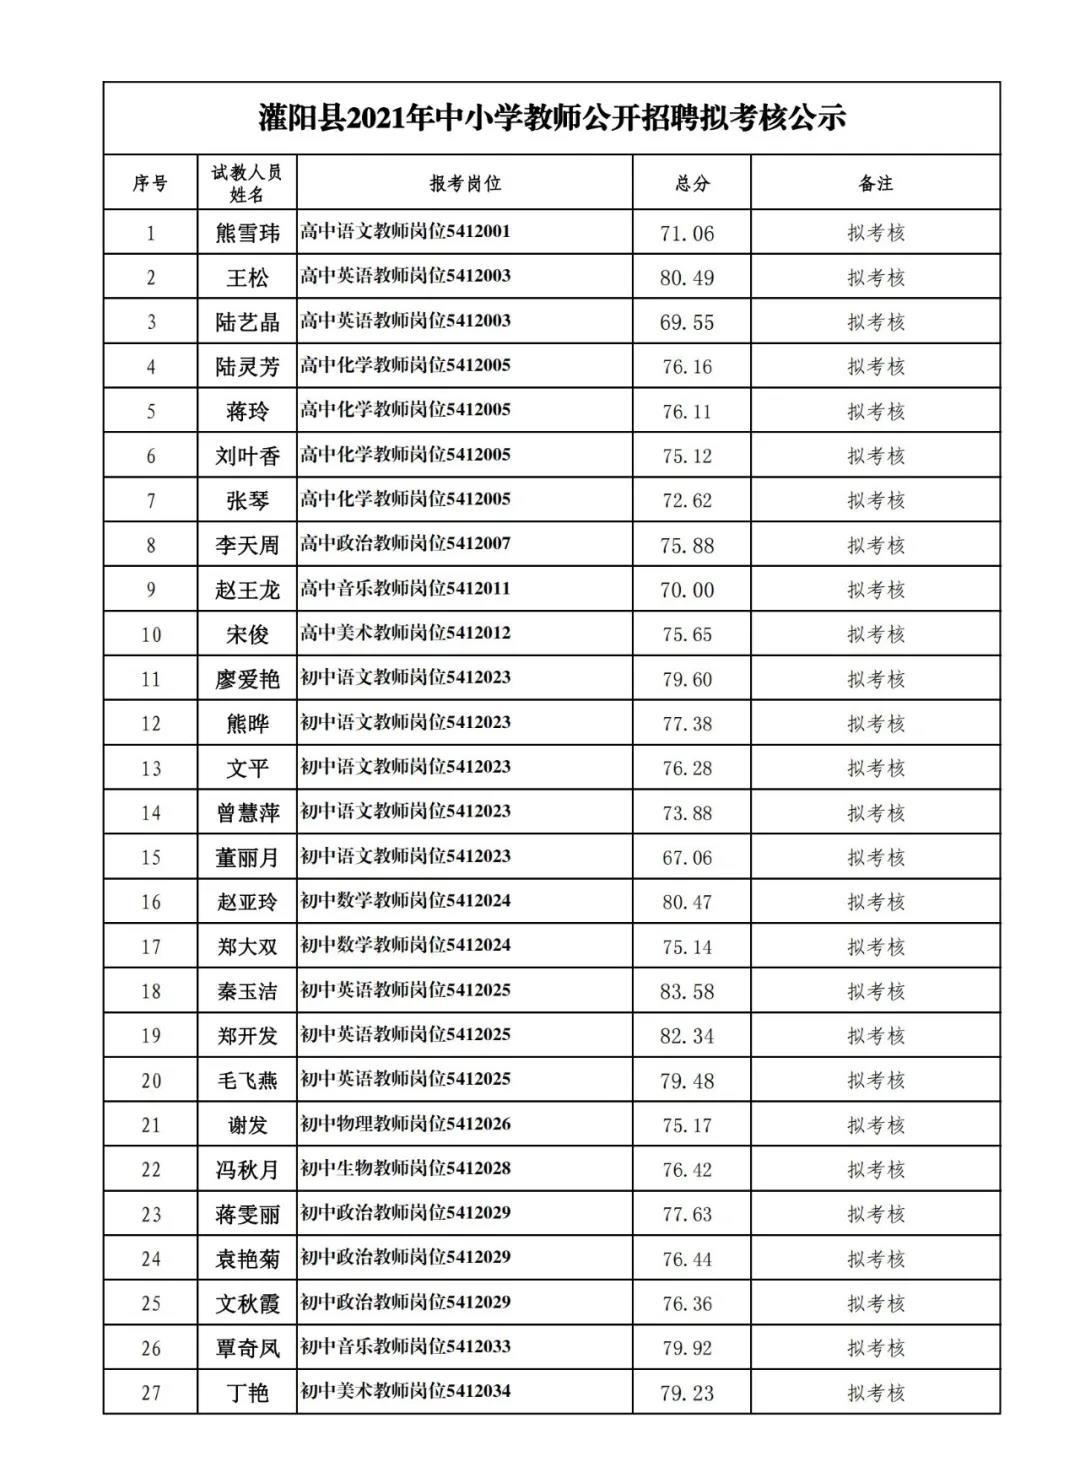 灌阳县2021年中小学教师公开招聘拟考核公示
序号 试教人员姓名 报考岗位 总分 备注
1 熊雪玮 高中语文教师岗位5412001 71.06 拟考核
2 王松 高中英语教师岗位5412003 80.49 拟考核
3 陆艺晶 高中英语教师岗位5412003 69.55 拟考核
4 陆灵芳 高中化学教师岗位5412005 76.16 拟考核
5 蒋玲 高中化学教师岗位5412005 76.11 拟考核
6 刘叶香 高中化学教师岗位5412005 75.12 拟考核
7 张琴 高中化学教师岗位5412005 72.62 拟考核
8 李天周 高中政治教师岗位5412007 75.88 拟考核
9 赵王龙 高中音乐教师岗位5412011 70.00 拟考核
10 宋俊 高中美术教师岗位5412012 75.65 拟考核
11 廖爱艳 初中语文教师岗位5412023 79.60 拟考核
12 熊晔 初中语文教师岗位5412023 77.38 拟考核
13 文平 初中语文教师岗位5412023 76.28 拟考核
14 曾慧萍 初中语文教师岗位5412023 73.88 拟考核
15 董丽月 初中语文教师岗位5412023 67.06 拟考核
16 赵亚玲 初中数学教师岗位5412024 80.47 拟考核
17 郑大双 初中数学教师岗位5412024 75.14 拟考核
18 秦玉洁 初中英语教师岗位5412025 83.58 拟考核
19 郑开发 初中英语教师岗位5412025 82.34 拟考核
20 毛飞燕 初中英语教师岗位5412025 79.48 拟考核
21 谢发 初中物理教师岗位5412026 75.17 拟考核
22 冯秋月 初中生物教师岗位5412028 76.42 拟考核
23 蒋雯丽 初中政治教师岗位5412029 77.63 拟考核
24 袁艳菊 初中政治教师岗位5412029 76.44 拟考核
25 文秋霞 初中政治教师岗位5412029 76.36 拟考核
26 覃奇凤 初中音乐教师岗位5412033 79.92 拟考核
27 丁艳 初中美术教师岗位5412034 79.23 拟考核